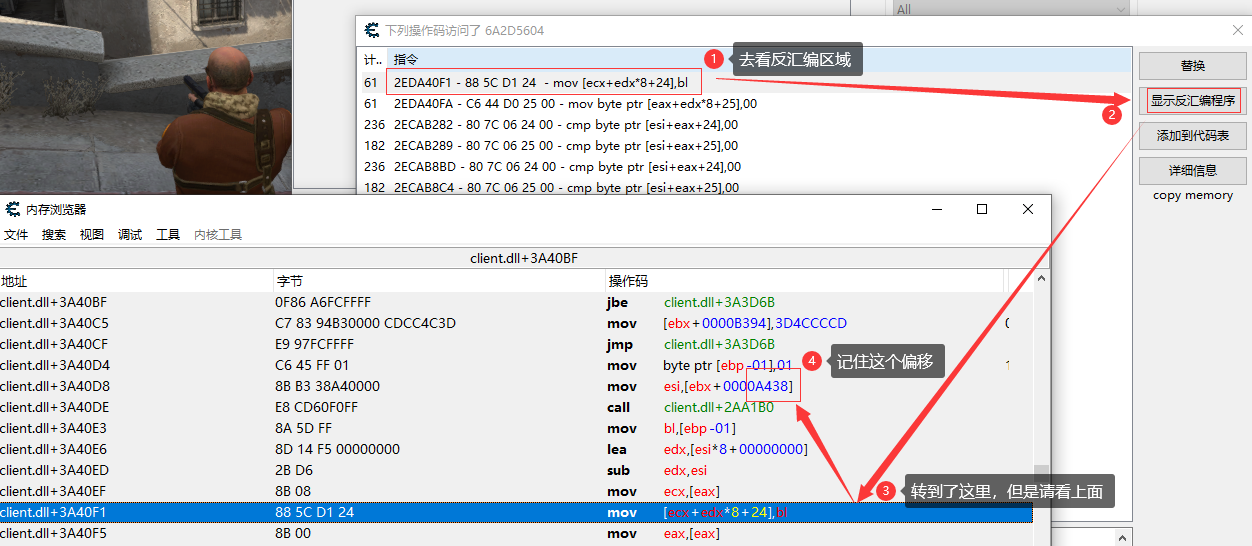 All
下列操作码访问了 6A2D5604
计.. 指令
1 去看反汇编区域
61 2EDA40F1 - 88 5C D1 24 - mov [ecx+edx*8+24],bl
61 2EDA40FA - C6 44 D0 25 00 - mov byte ptr [eax+edx*8+25],00
236 2ECAB282 - 80 7C 06 24 00 - cmp byte ptr [esi+eax+24],00
182 2ECAB289 - 80 7C 06 25 00 - cmp byte ptr [esi+eax+25],00
236 2ECAB8BD - 80 7C 06 24 00 - cmp byte ptr [esi+eax+24],00
182 2ECAB8C4 - 80 7C 06 25 00 - cmp byte ptr [esi+eax+25],00
替换
显示反汇编程序
2
添加到代码表
详细信息
copy memory
内存浏览器
文件 搜索 视图 调试 工具 内核工具
client.dll+3A40BF
地址 字节 操作码
client.dll+3A40BF 0F86 A6FCFFFF jbe client.dll+3A3D6B
client.dll+3A40C5 C7 83 94B30000 CDCC4C3D mov [ebx+0000B394],3D4CCCCD
client.dll+3A40CF E9 97FCFFFF jmp client.dll+3A3D6B
client.dll+3A40D4 C6 45 FF 01 mov byte ptr [ebp-01],01 1
4 记住这个偏移
client.dll+3A40D8 8B B3 38A40000 mov esi,[ebx+0000A438]
client.dll+3A40DE E8 CD60F0FF call client.dll+2AA1B0
client.dll+3A40E3 8A 5D FF mov bl,[ebp-01]
client.dll+3A40E6 8D 14 F5 00000000 lea edx,[esi*8+00000000]
client.dll+3A40ED 2B D6 sub edx,esi
client.dll+3A40EF 8B 08 mov ecx,[eax]
3 转到了这里，但是请看上面
client.dll+3A40F1 88 5C D1 24 mov [ecx+edx*8+24],bl
client.dll+3A40F5 8B 00 mov eax,[eax]